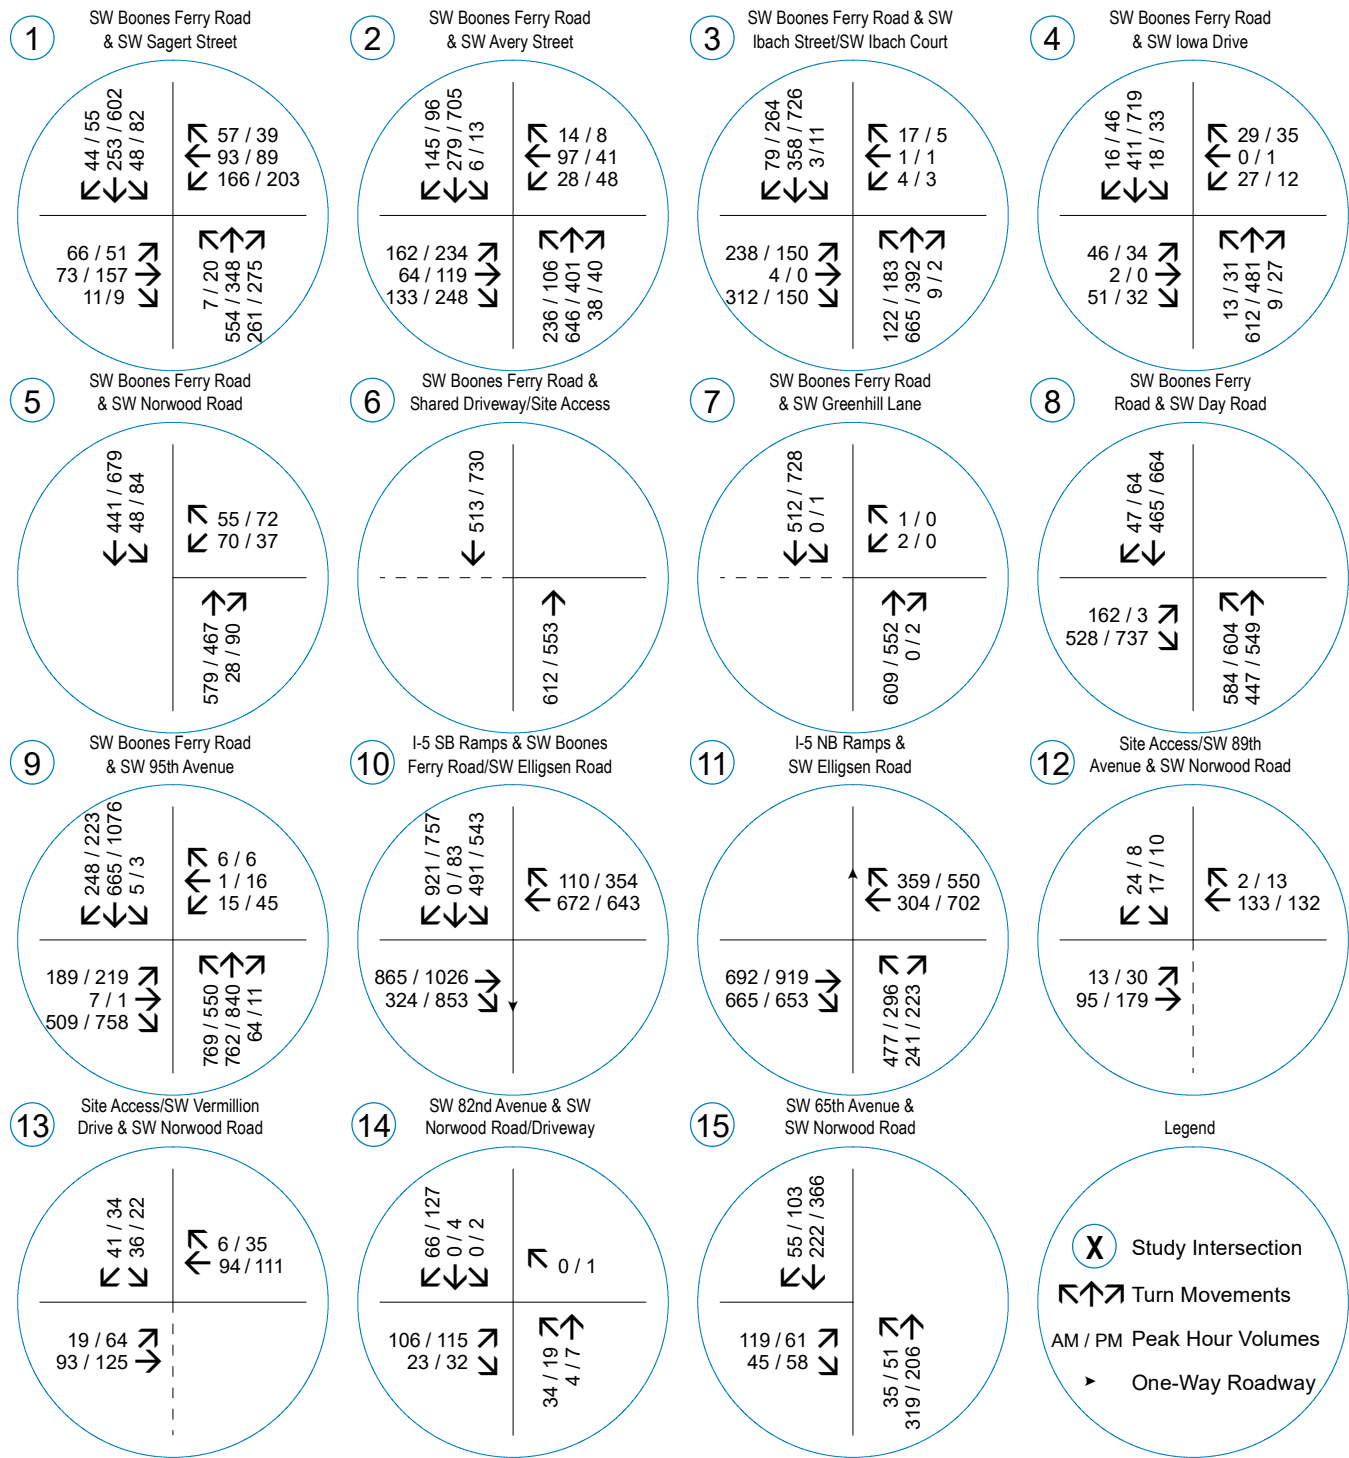 1
SW Boones Ferry Road
& SW Sagert Street
44 / 55
253 / 602
48 / 82
57 / 39
93 / 89
166 / 203
66 / 51
73 / 157
11 / 9
7 / 20
554 / 348
261 / 275
2
SW Boones Ferry Road
& SW Avery Street
145 / 96
279 / 705
6 / 13
14 / 8
97 / 41
28 / 48
162 / 234
64 / 119
133 / 248
236 / 106
646 / 401
38 / 40
3
SW Boones Ferry Road & SW
Ibach Street/SW Ibach Court
79 / 264
358 / 726
3 / 11
17 / 5
1 / 1
4 / 3
238 / 150
4 / 0
312 / 150
122 / 183
665 / 392
9 / 2
4
SW Boones Ferry Road
& SW Iowa Drive
16 / 46
411 / 719
18 / 33
29 / 35
0 / 1
27 / 12
46 / 34
2 / 0
51 / 32
13 / 31
612 / 481
9 / 27
5
SW Boones Ferry Road
& SW Norwood Road
441 / 679
48 / 84
55 / 72
70 / 37
579 / 467
28 / 90
6
SW Boones Ferry Road &
Shared Driveway/Site Access
513 / 730
612 / 553
7
SW Boones Ferry Road
& SW Greenhill Lane
512 / 728
0 / 1
1 / 0
2 / 0
609 / 552
0 / 2
8
SW Boones Ferry
Road & SW Day Road
47 / 64
465 / 664
162 / 3
528 / 737
584 / 604
447 / 549
9
SW Boones Ferry Road
& SW 95th Avenue
248 / 223
665 / 1076
5 / 3
6 / 6
1 / 16
15 / 45
189 / 219
7 / 1
509 / 758
769 / 550
762 / 840
64 / 11
10
I-5 SB Ramps & SW Boones
Ferry Road/SW Elligsen Road
921 / 757
0 / 83
491 / 543
110 / 354
672 / 643
865 / 1026
324 / 853
11
I-5 NB Ramps &
SW Elligsen Road
359 / 550
304 / 702
692 / 919
665 / 653
477 / 296
241 / 223
12
Site Access/SW 89th
Avenue & SW Norwood Road
24 / 8
17 / 10
2 / 13
133 / 132
13 / 30
95 / 179
13
Site Access/SW Vermillion
Drive & SW Norwood Road
41 / 34
36 / 22
6 / 35
94 / 111
19 / 64
93 / 125
14
SW 82nd Avenue & SW
Norwood Road/Driveway
66 / 127
0 / 4
0 / 2
0 / 1
106 / 115
23 / 32
34 / 19
4 / 7
15
SW 65th Avenue &
SW Norwood Road
55 / 103
222 / 366
119 / 61
45 / 58
35 / 51
319 / 206
Legend
X Study Intersection
Turn Movements
AM / PM Peak Hour Volumes
One-Way Roadway